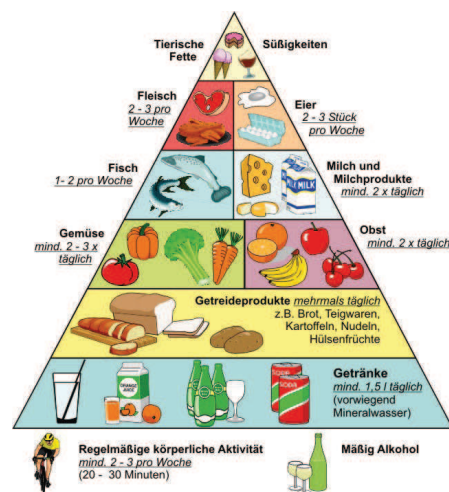 Tierische
Fette
Süßigkeiten
Fleisch
2 - 3 pro
Woche
Eier
2 - 3 Stück
pro Woche
Fisch
1- 2 pro Woche
Milch und
Milchprodukte
mind. 2 x täglich
MILK
Gemüse
mind. 2 - 3 x
täglich
Obst
mind. 2 x täglich
Getreideprodukte mehrmals täglich
z.B. Brot, Teigwaren,
Kartoffeln, Nudeln,
Hülsenfrüchte
ORANGE
JUICE
SODA
SODA
Getränke
mind. 1,5 l täglich
(vorwiegend
Mineralwasser)
Regelmäßige körperliche Aktivität
mind. 2 - 3 pro Woche
(20 - 30 Minuten)
Mäßig Alkohol